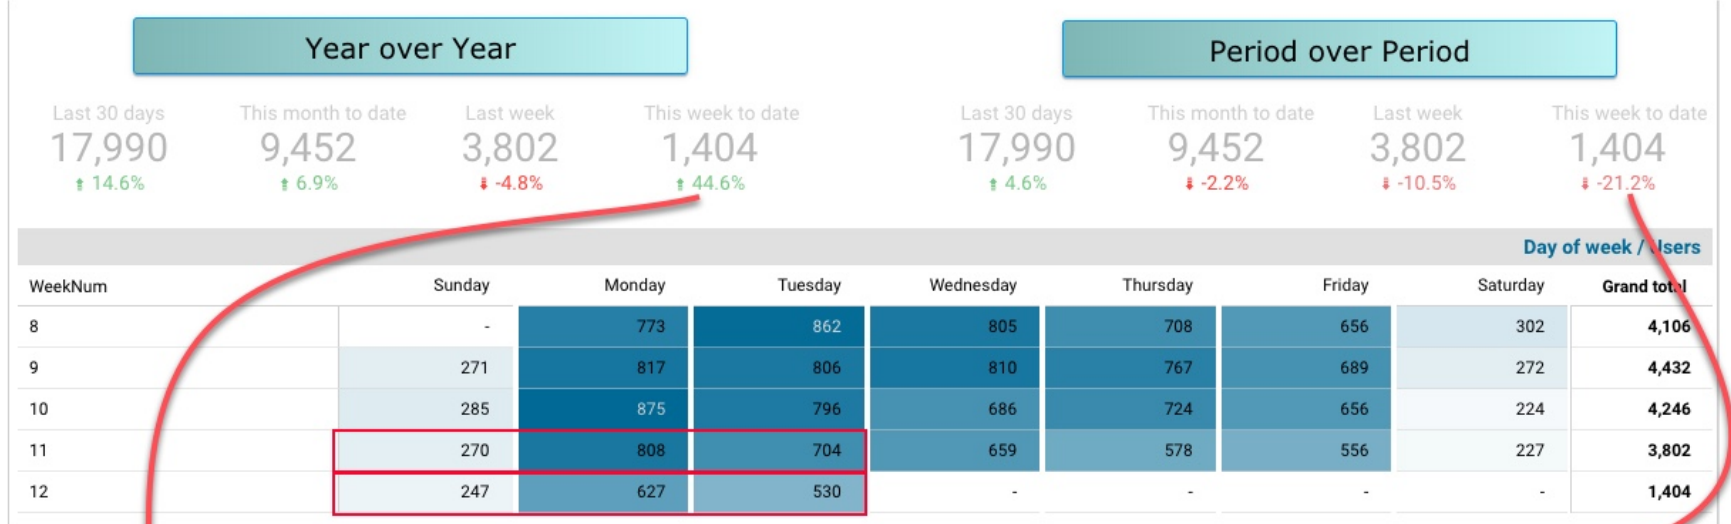 Year over Year Period over Period
Last 30 days This month to date Last week This week to date Last 30 days This month to date Last week This week to date
17,990 9,452 3,802 1,404 17,990 9,452 3,802 1,404
14.6% 6.9% -4.8% 44.6% 4.6% -2.2% -10.5% -21.2%
Day of week / Users
WeekNum Sunday Monday Tuesday Wednesday Thursday Friday Saturday Grand total
8 - 773 862 805 708 656 302 4,106
9 271 817 806 810 767 689 272 4,432
10 285 875 796 686 724 656 224 4,246
11 270 808 704 659 578 556 227 3,802
12 247 627 530 - - - - 1,404